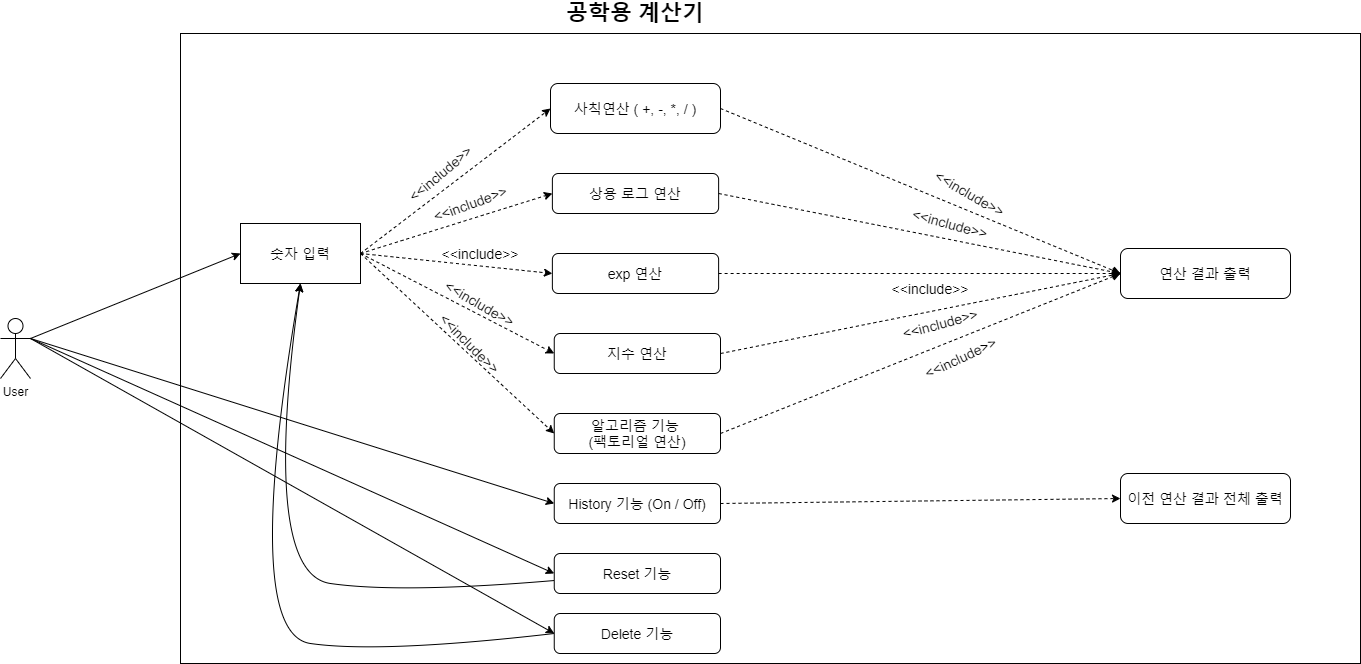 공학용 계산기
사칙연산 ( +, -, *, / )
<<include>>
<<include>>
상용 로그 연산
<<include>>
<<include>>
숫자 입력
<<include>>
exp 연산
연산 결과 출력
<<include>>
<<include>>
<<include>>
<<include>>
지수 연산
<<include>>
User
알고리즘 기능
(팩토리얼 연산)
History 기능 (On / Off)
이전 연산 결과 전체 출력
Reset 기능
Delete 기능